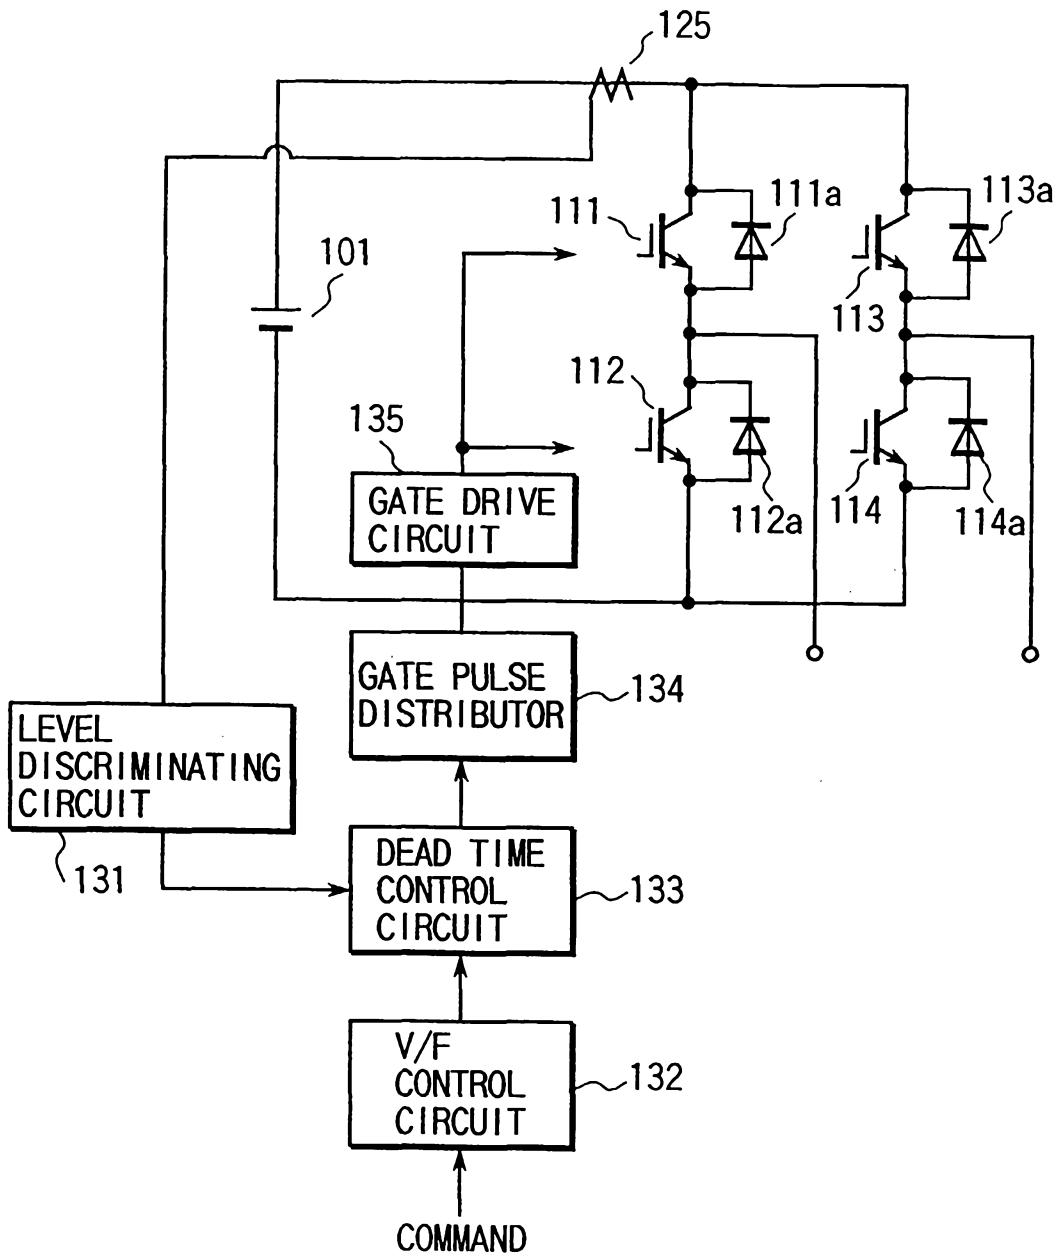 125
111
111a
113a
101
113
112
135
GATE DRIVE
CIRCUIT
112a
114
114a
GATE PULSE
DISTRIBUTOR
134
LEVEL
DISCRIMINATING
CIRCUIT
131
DEAD TIME
CONTROL
CIRCUIT
133
V/F
CONTROL
CIRCUIT
132
COMMAND